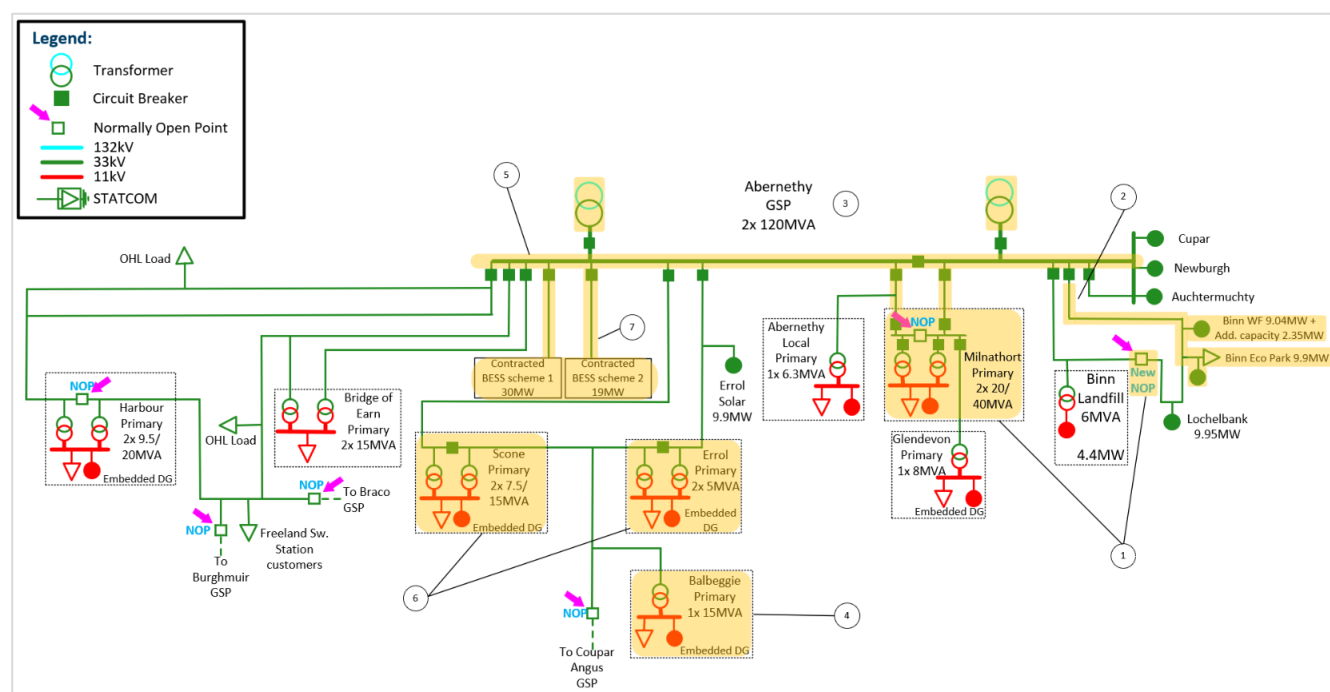 Legend:
Transformer
Circuit Breaker
Normally Open Point
132kV
33kV
11kV
STATCOM
5
Abernethy
GSP
2x 120MVA
3
2
OHL Load
Cupar
Newburgh
Auchtermuchty
7
Binn WF 9.04MW +
Add. capacity 2.35MW
Binn Eco Park 9.9MW
Contracted
BESS scheme 1
30MW
Contracted
BESS scheme 2
19MW
Errol
Solar
9.9MW
Abernethy
Local
Primary
1x 6.3MVA
NOP
Milnathort
Primary
2x 20/
40MVA
New
NOP
Binn
Landfill
6MVA
4.4MW
Lochelbank
9.95MW
NOP
Harbour
Primary
2x 9.5/
20MVA
Embedded DG
OHL Load
Bridge of
Earn
Primary
2x 15MVA
Scone
Primary
2x 7.5/
15MVA
Embedded DG
Errol
Primary
2x 5MVA
Embedded
DG
Glendevon
Primary
1x 8MVA
Embedded DG
NOP
To Braco
GSP
NOP
To
Burghmuir
GSP
Freeland Sw.
Station
customers
6
1
NOP
To Coupar
Angus
GSP
Balbeggie
Primary
1x 15MVA
Embedded DG
4